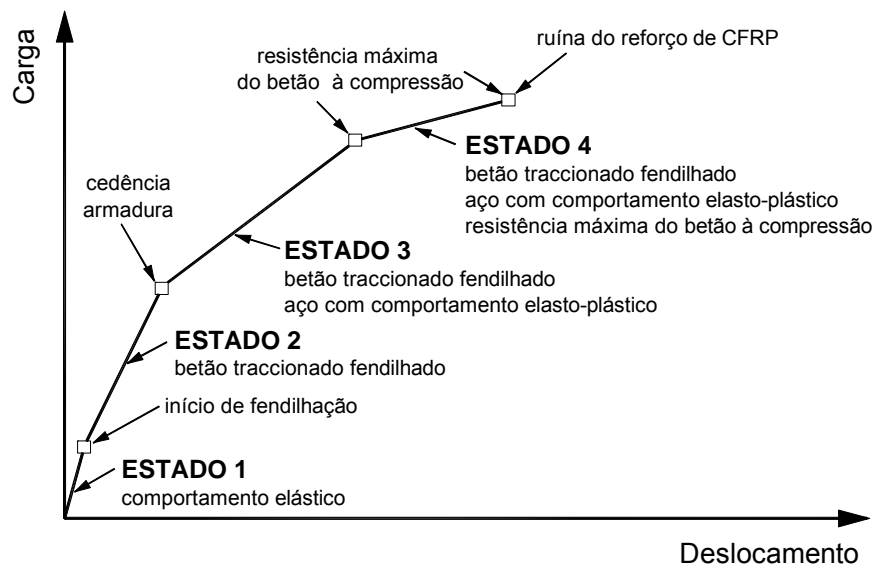 Carga
ruína do reforço de CFRP
resistência máxima
do betão à compressão
ESTADO 4
betão traccionado fendilhado
aço com comportamento elasto-plástico
resistência máxima do betão à compressão
cedência
armadura
ESTADO 3
betão traccionado fendilhado
aço com comportamento elasto-plástico
ESTADO 2
betão traccionado fendilhado
início de fendilhação
ESTADO 1
comportamento elástico
Deslocamento